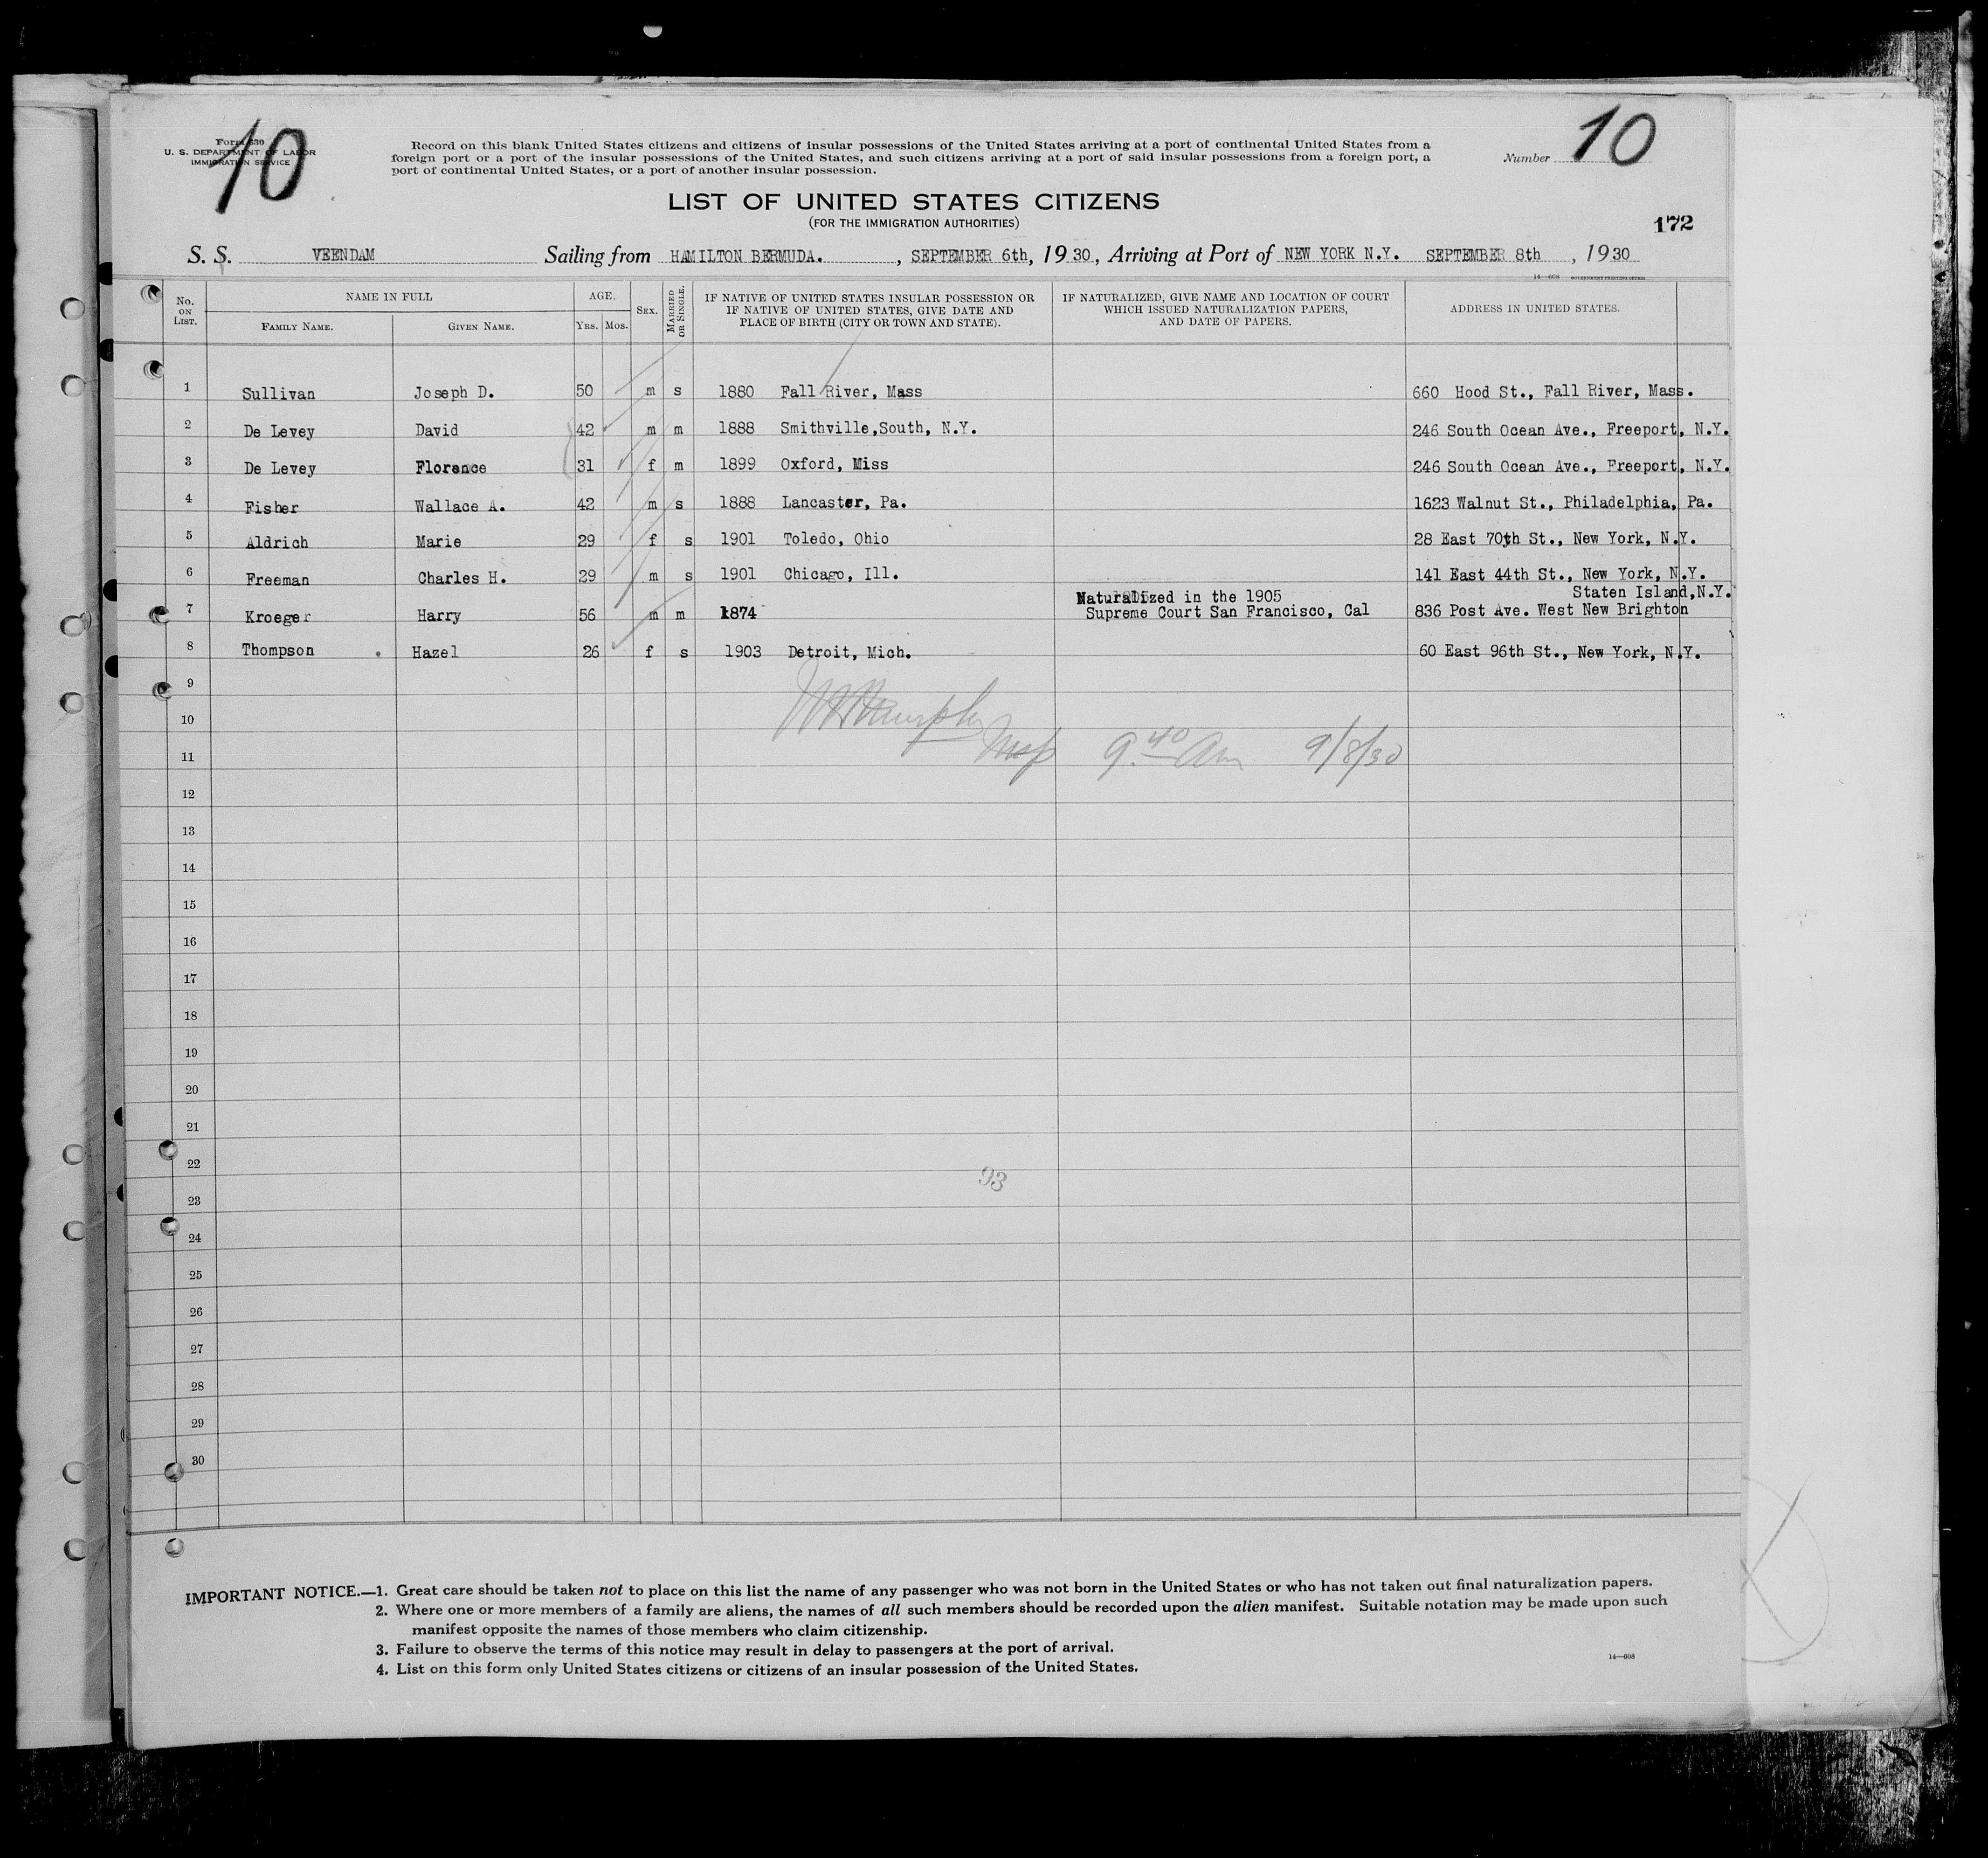 10
10
Form 630
U. S. DEPARTMENT OF LABOR
IMMIGRATION SERVICE
Record on this blank United States citizens and citizens of insular possessions of the United States arriving at a port of continental United States from a
foreign port or a port of the insular possessions of the United States, and such citizens arriving at a port of said insular possessions from a foreign port, a
port of continental United States, or a port of another insular possession.
Number
LIST OF UNITED STATES CITIZENS
(FOR THE IMMIGRATION AUTHORITIES)
172
S. S. VEENDAM Sailing from HAMILTON BERMUDA. , SEPTEMBER 6th, 1930, Arriving at Port of NEW YORK N.Y. SEPTEMBER 8th , 1930
14—608 GOVERNMENT PRINTING OFFICE
No. ON LIST. NAME IN FULL AGE. SEX. MARRIED OR SINGLE. IF NATIVE OF UNITED STATES INSULAR POSSESSION OR IF NATIVE OF UNITED STATES, GIVE DATE AND PLACE OF BIRTH (CITY OR TOWN AND STATE). IF NATURALIZED, GIVE NAME AND LOCATION OF COURT WHICH ISSUED NATURALIZATION PAPERS, AND DATE OF PAPERS. ADDRESS IN UNITED STATES.
FAMILY NAME. GIVEN NAME. YRS. MOS.
1 Sullivan Joseph D. 50 m s 1880 Fall River, Mass 660 Hood St., Fall River, Mass.
2 De Levey David 42 m m 1888 Smithville,South, N.Y. 246 South Ocean Ave., Freeport, N.Y.
3 De Levey Florence 31 f m 1899 Oxford, Miss 246 South Ocean Ave., Freeport, N.Y.
4 Fisher Wallace A. 42 m s 1888 Lancaster, Pa. 1623 Walnut St., Philadelphia, Pa.
5 Aldrich Marie 29 f s 1901 Toledo, Ohio 28 East 70th St., New York, N.Y.
6 Freeman Charles H. 29 m s 1901 Chicago, Ill. 141 East 44th St., New York, N.Y.
Naturalized in the 1905 Staten Island,N.Y.
7 Kroeger Harry 56 m m 1874 Supreme Court San Francisco, Cal 836 Post Ave. West New Brighton
8 Thompson Hazel 26 f s 1903 Detroit, Mich. 60 East 96th St., New York, N.Y.
9
10
Murphy
11 9.40 Am 9/8/30
12
13
14
15
16
17
18
19
20
21
22
93
23
24
25
26
27
28
29
30
IMPORTANT NOTICE.—1. Great care should be taken not to place on this list the name of any passenger who was not born in the United States or who has not taken out final naturalization papers.
2. Where one or more members of a family are aliens, the names of all such members should be recorded upon the alien manifest. Suitable notation may be made upon such
manifest opposite the names of those members who claim citizenship.
3. Failure to observe the terms of this notice may result in delay to passengers at the port of arrival.
4. List on this form only United States citizens or citizens of an insular possession of the United States.
14—608